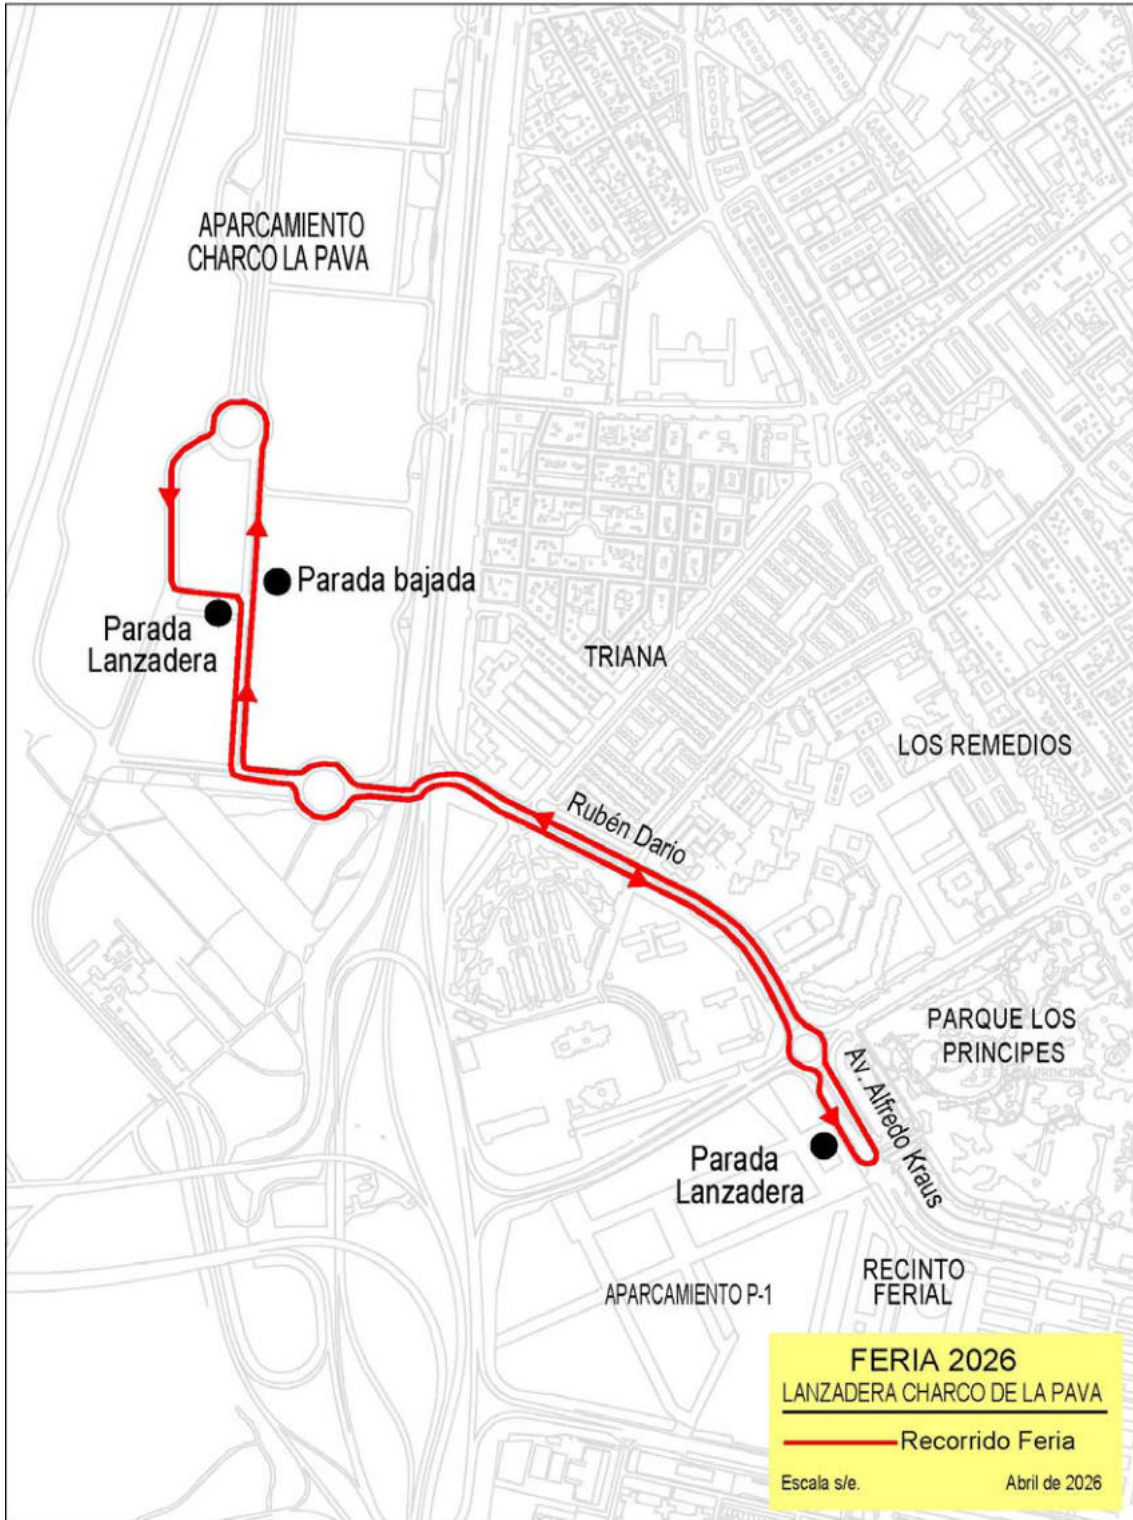 APARCAMIENTO
CHARCO LA PAVA
Parada bajada
Parada
Lanzadera
TRIANA
LOS REMEDIOS
Rubén Dario
PARQUE LOS
PRINCIPES
Av. Alfredo Kraus
Parada
Lanzadera
RECINTO
FERIAL
APARCAMIENTO P-1
FERIA 2026
LANZADERA CHARCO DE LA PAVA
Recorrido Feria
Escala s/e. Abril de 2026